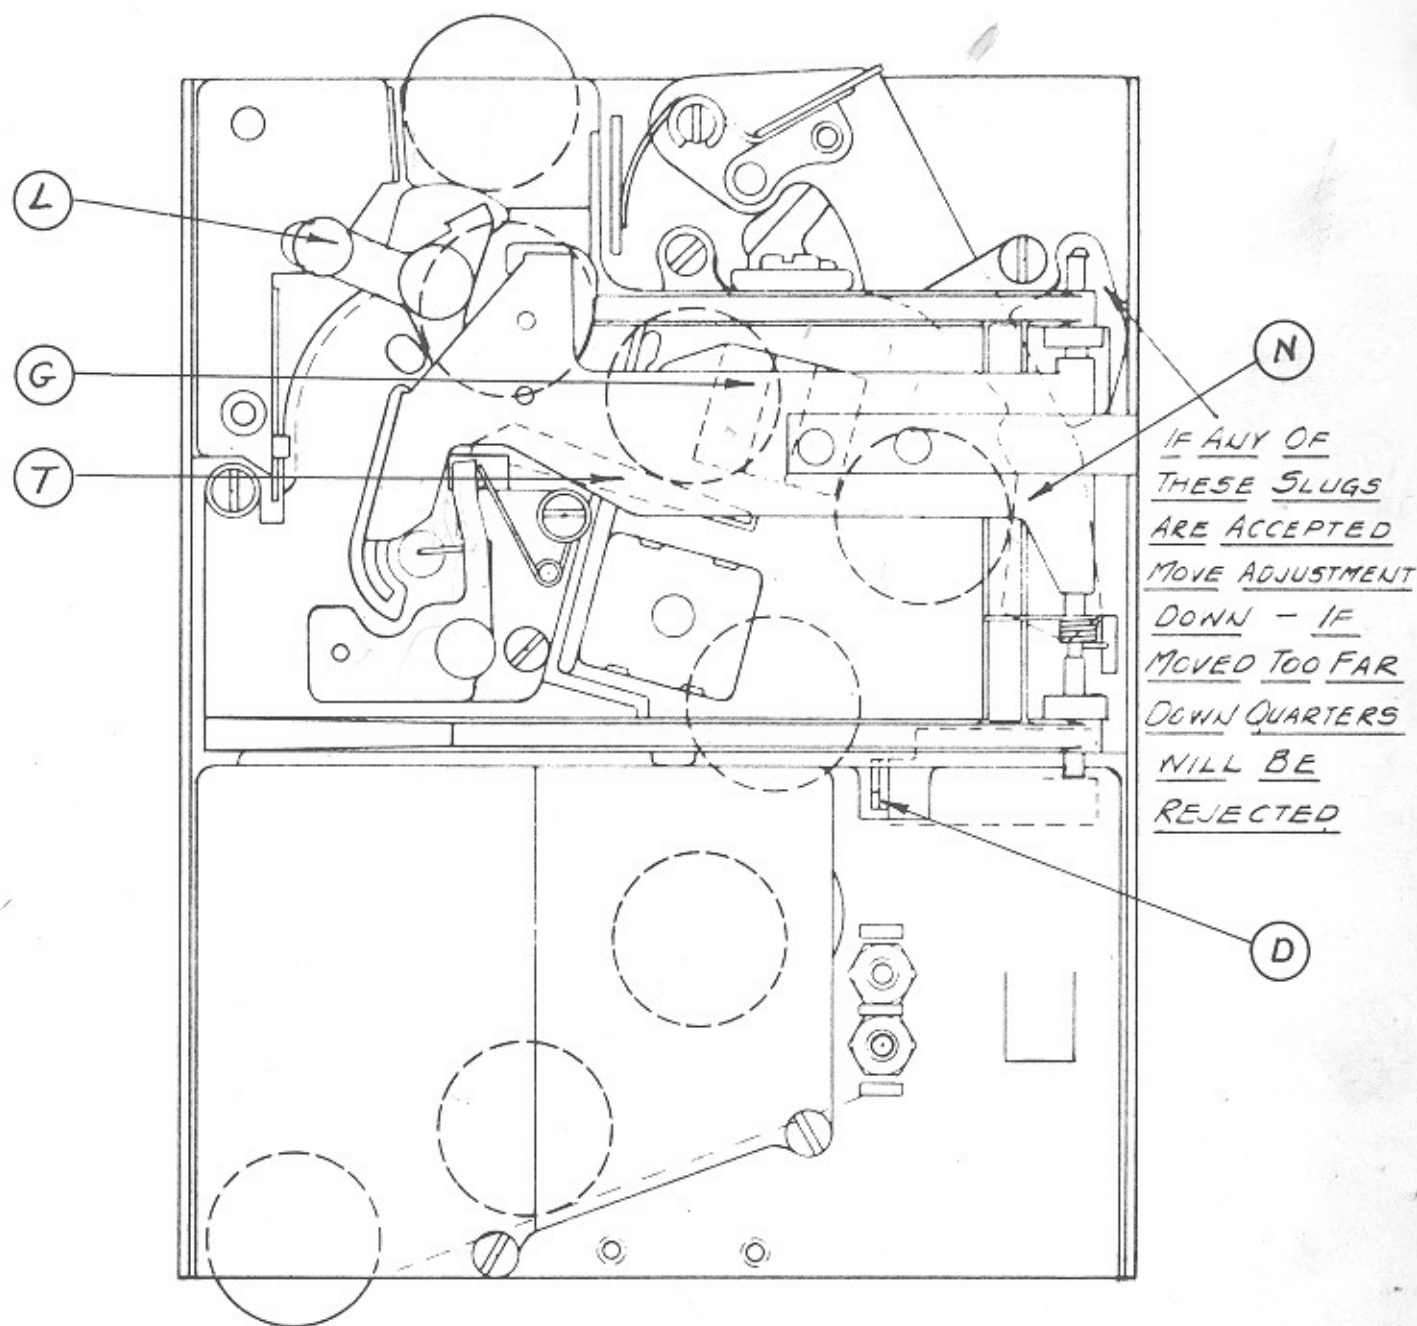 L
G
T
N
IF ANY OF
THESE SLUGS
ARE ACCEPTED
MOVE ADJUSTMENT
DOWN - IF
MOVED TOO FAR
DOWN QUARTERS
WILL BE
REJECTED
D